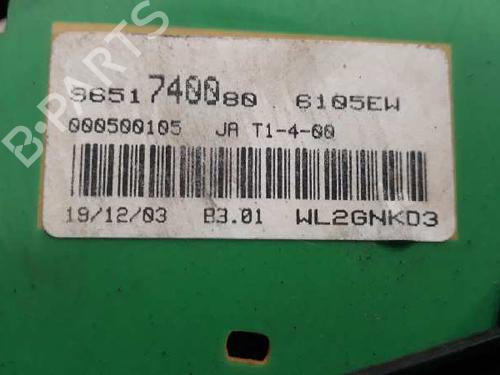 B-PARTS
9651740080 6105EW
000500105 JA T1-4-00
19/12/03 B3.01 WL2GNKD3